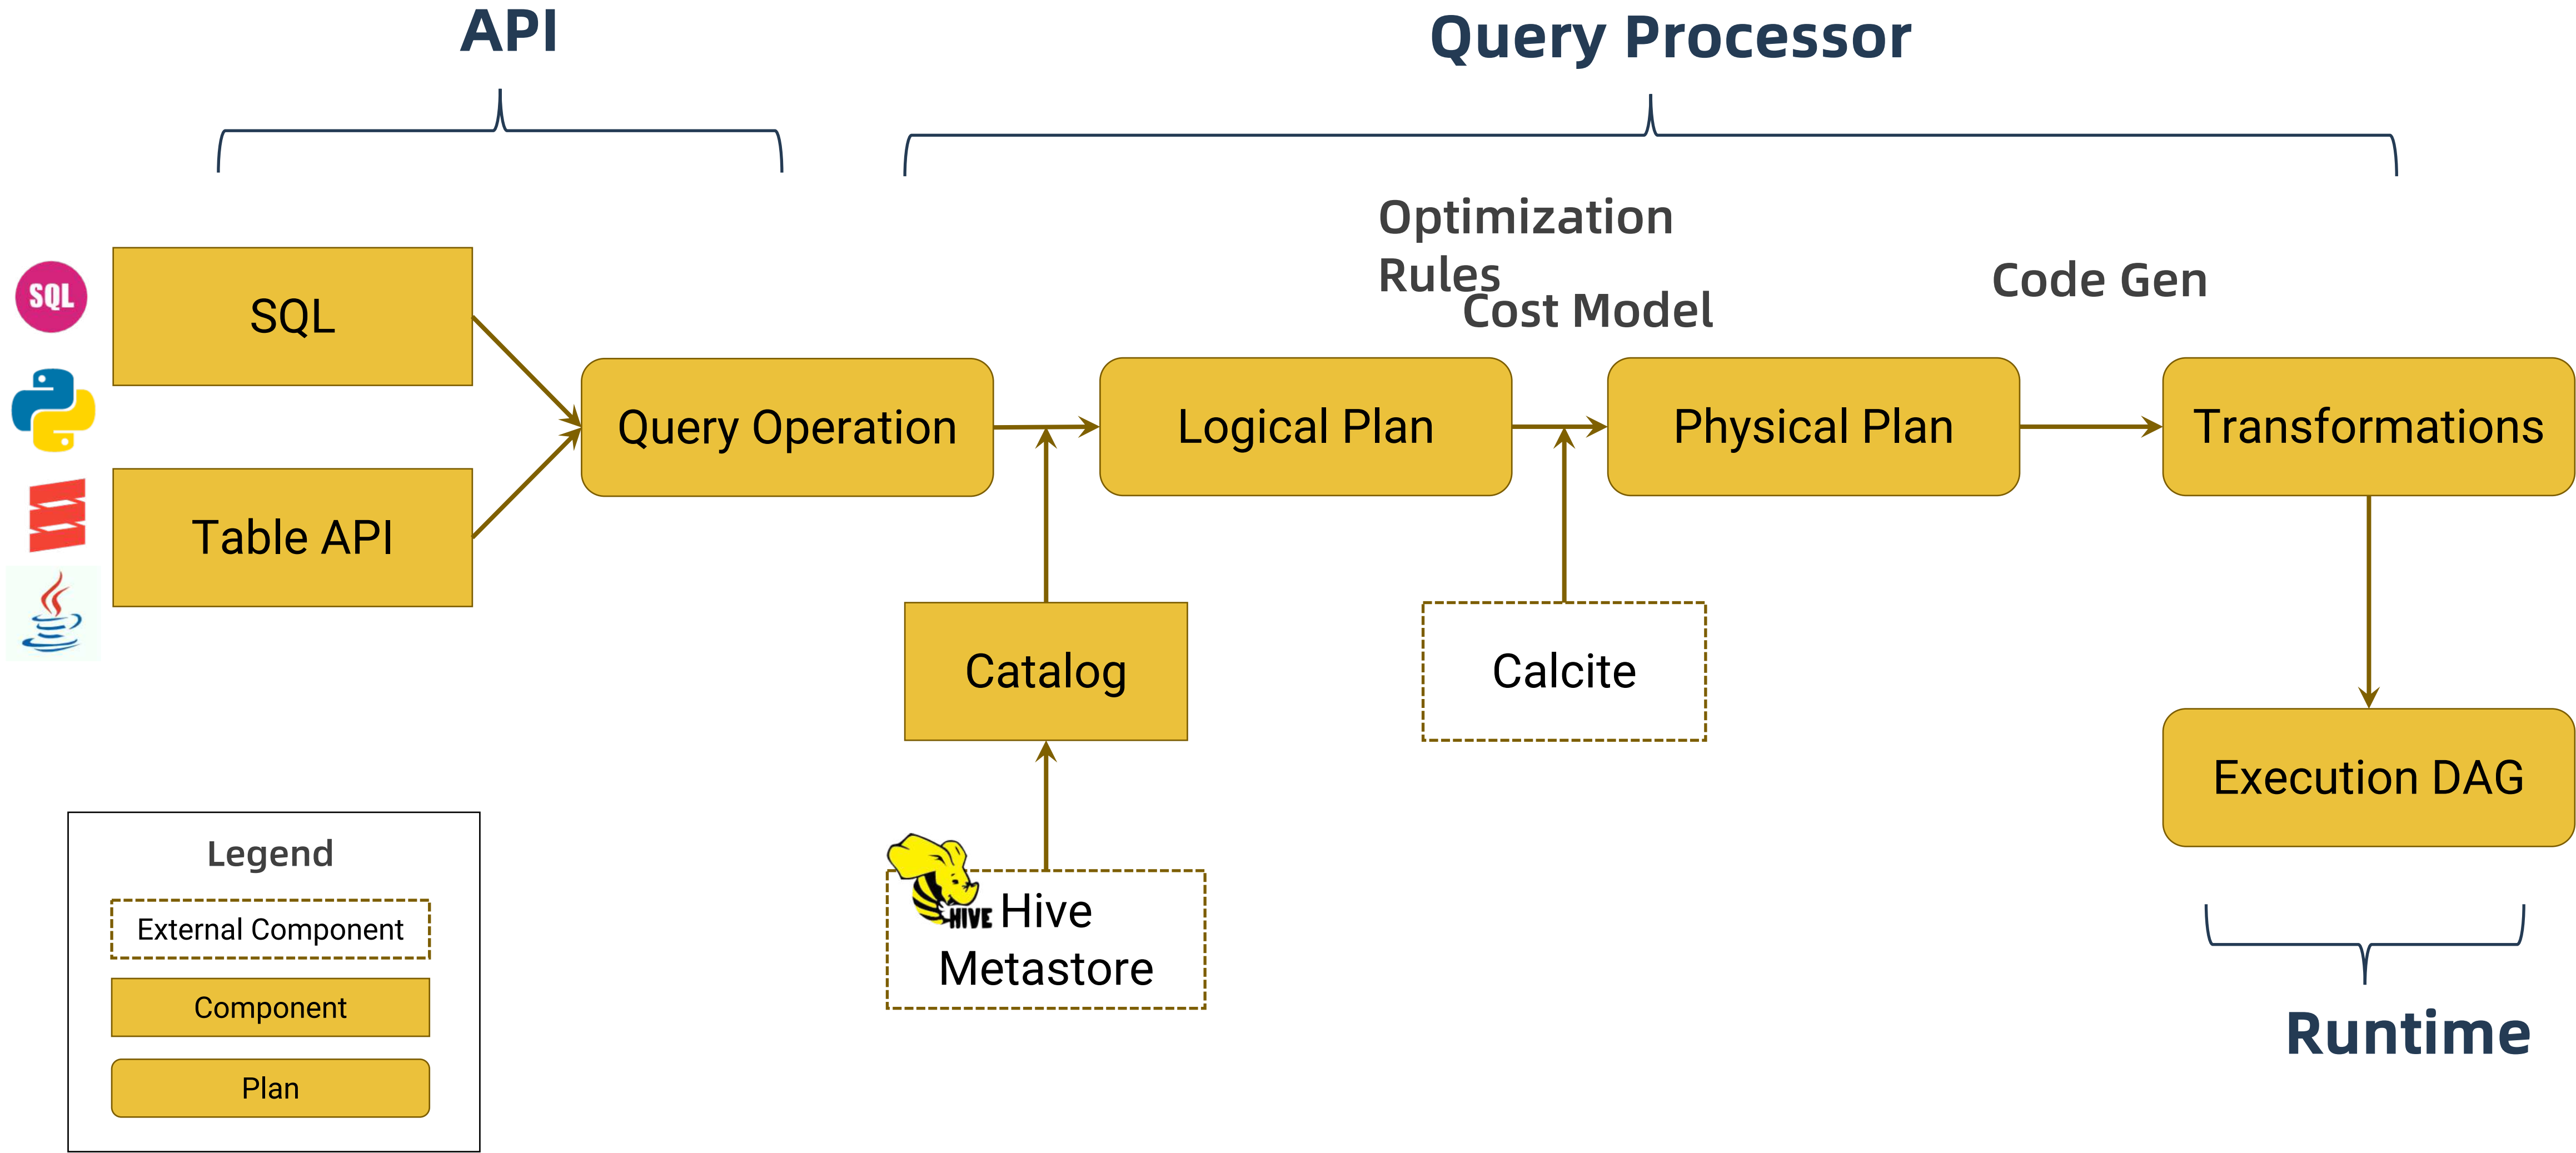 API
Query Processor
Optimization
Rules
Cost Model
Code Gen
SQL
SQL
Query Operation
Logical Plan
Physical Plan
Transformations
Table API
Catalog
Calcite
Execution DAG
HIVE
Hive
Metastore
Legend
External Component
Component
Plan
Runtime